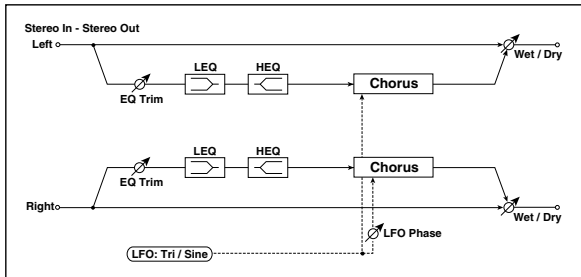 Stereo In - Stereo Out
Left
Wet / Dry
EQ Trim
LEQ
HEQ
Chorus
LEQ
HEQ
Chorus
EQ Trim
Right
Wet / Dry
LFO Phase
LFO: Tri / Sine